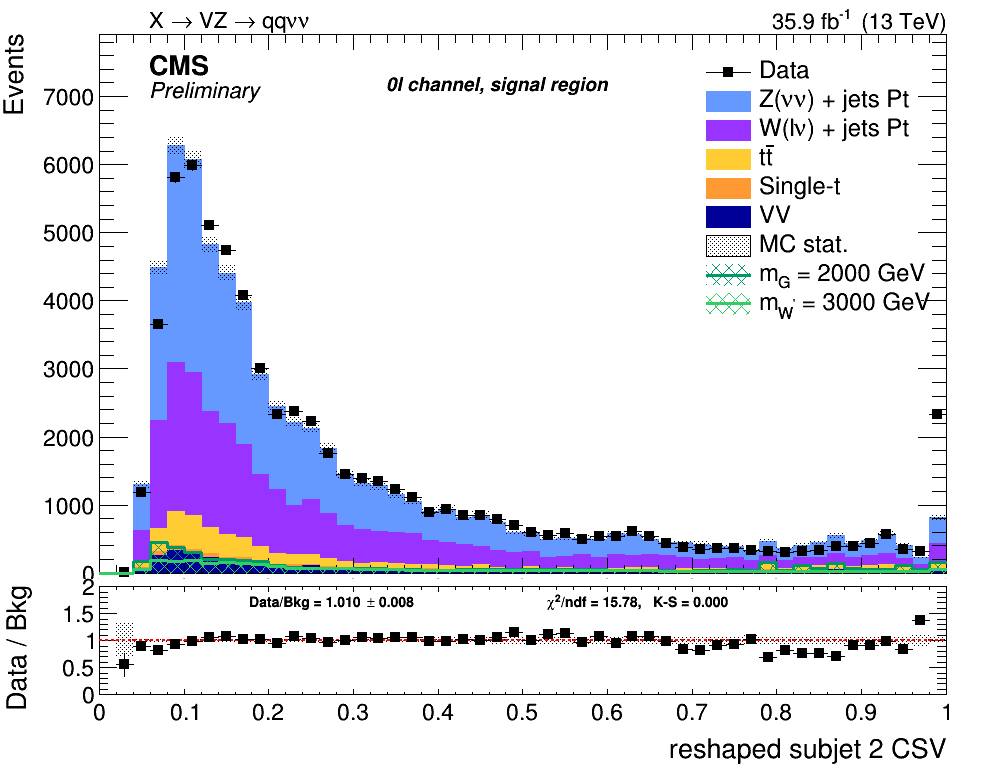 X → VZ → qqνν
35.9 fb⁻¹ (13 TeV)
Events
CMS
Preliminary
0l channel, signal region
Data
Z(νν) + jets Pt
W(lν) + jets Pt
tt̄
Single-t
VV
MC stat.
m_G = 2000 GeV
m_W' = 3000 GeV
7000
6000
5000
4000
3000
2000
1000
0
Data / Bkg
2
1.5
1
0.5
0
Data/Bkg = 1.010 ± 0.008
χ²/ndf = 15.78, K-S = 0.000
0 0.1 0.2 0.3 0.4 0.5 0.6 0.7 0.8 0.9 1
reshaped subjet 2 CSV